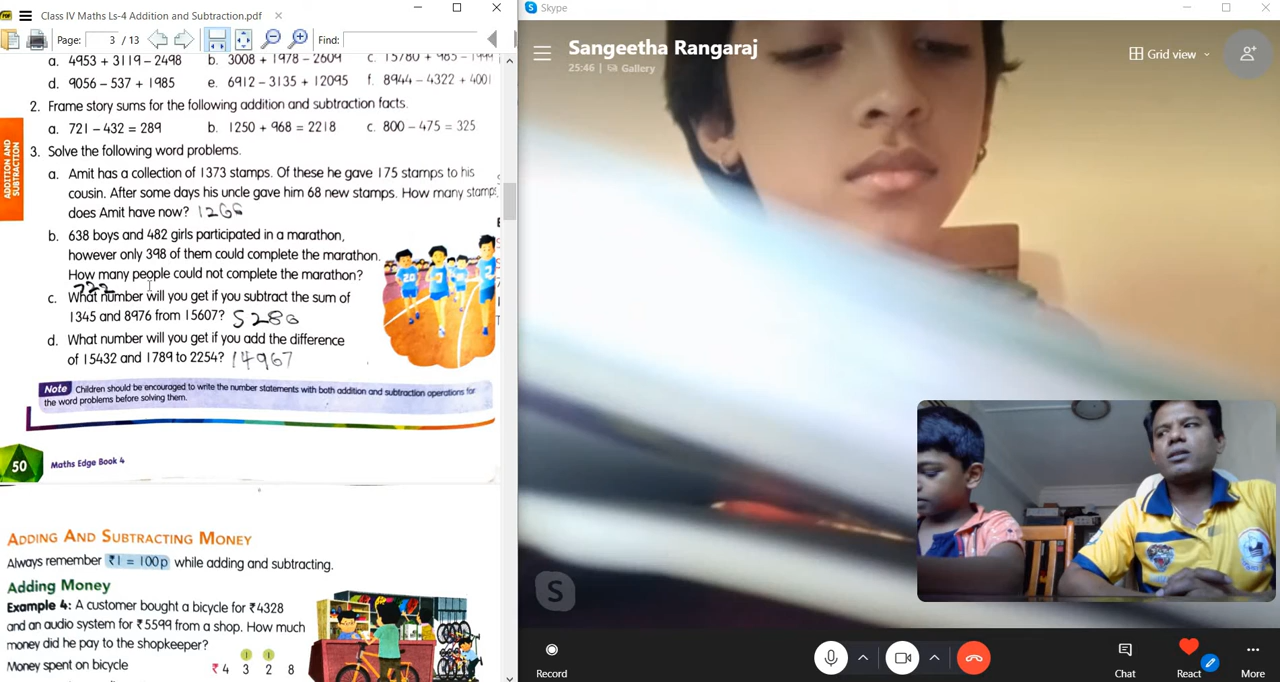 Class IV Maths Ls-4 Addition and Subtraction.pdf
Page: 3 / 13
Find:
a. 4953 + 3119 – 2498 b. 3008 + 1978 – 2609 c. 15780 + 985 – 1999
d. 9056 – 537 + 1985 e. 6912 – 3135 + 12095 f. 8944 – 4322 + 4001
2. Frame story sums for the following addition and subtraction facts.
a. 721 – 432 = 289 b. 1250 + 968 = 2218 c. 800 – 475 = 325
ADDITION AND
SUBTRACTION
3. Solve the following word problems.
a. Amit has a collection of 1373 stamps. Of these he gave 175 stamps to his
cousin. After some days his uncle gave him 68 new stamps. How many stamps
does Amit have now? 1266
b. 638 boys and 482 girls participated in a marathon,
however only 398 of them could complete the marathon.
How many people could not complete the marathon?
722
c. What number will you get if you subtract the sum of
1345 and 8976 from 15607? 5286
d. What number will you get if you add the difference
of 15432 and 1789 to 2254? 14967
Note Children should be encouraged to write the number statements with both addition and subtraction operations for
the word problems before solving them.
50 Maths Edge Book 4
ADDING AND SUBTRACTING MONEY
Always remember ₹1 = 100p while adding and subtracting.
Adding Money
Example 4: A customer bought a bicycle for ₹4328
and an audio system for ₹5599 from a shop. How much
money did he pay to the shopkeeper?
1 1
Money spent on bicycle ₹ 4 3 2 8
Skype
Sangeetha Rangaraj
25:46 | Gallery
Grid view
Record
Chat
React
More